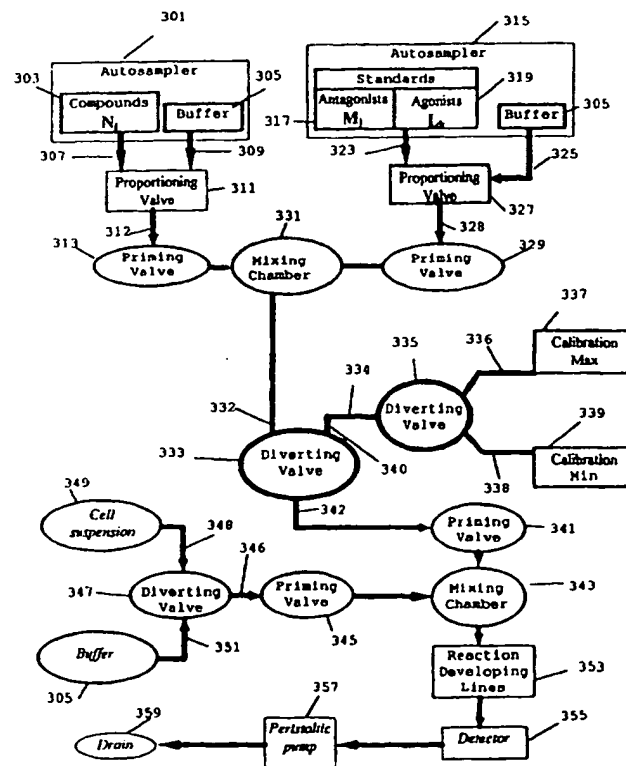 301
315
Autosampler
Autosampler
303
305
319
Standards
Compounds
Buffer
Antagonists
Agonists
Buffer
305
317
307
309
323
325
Proportioning
Valve
311
Proportioning
Valve
327
312
331
328
313
Priming
Valve
Mixing
Chamber
Priming
Valve
329
337
335
336
Calibration
Max
334
Diverting
Valve
332
339
333
Diverting
Valve
340
338
Calibration
Min
349
342
Cell
suspension
348
Priming
Valve
341
346
347
Diverting
Valve
Priming
Valve
Mixing
Chamber
343
351
345
Buffer
305
Reaction
Developing
Lines
353
357
359
Drain
Peristaltic
pump
Detector
355